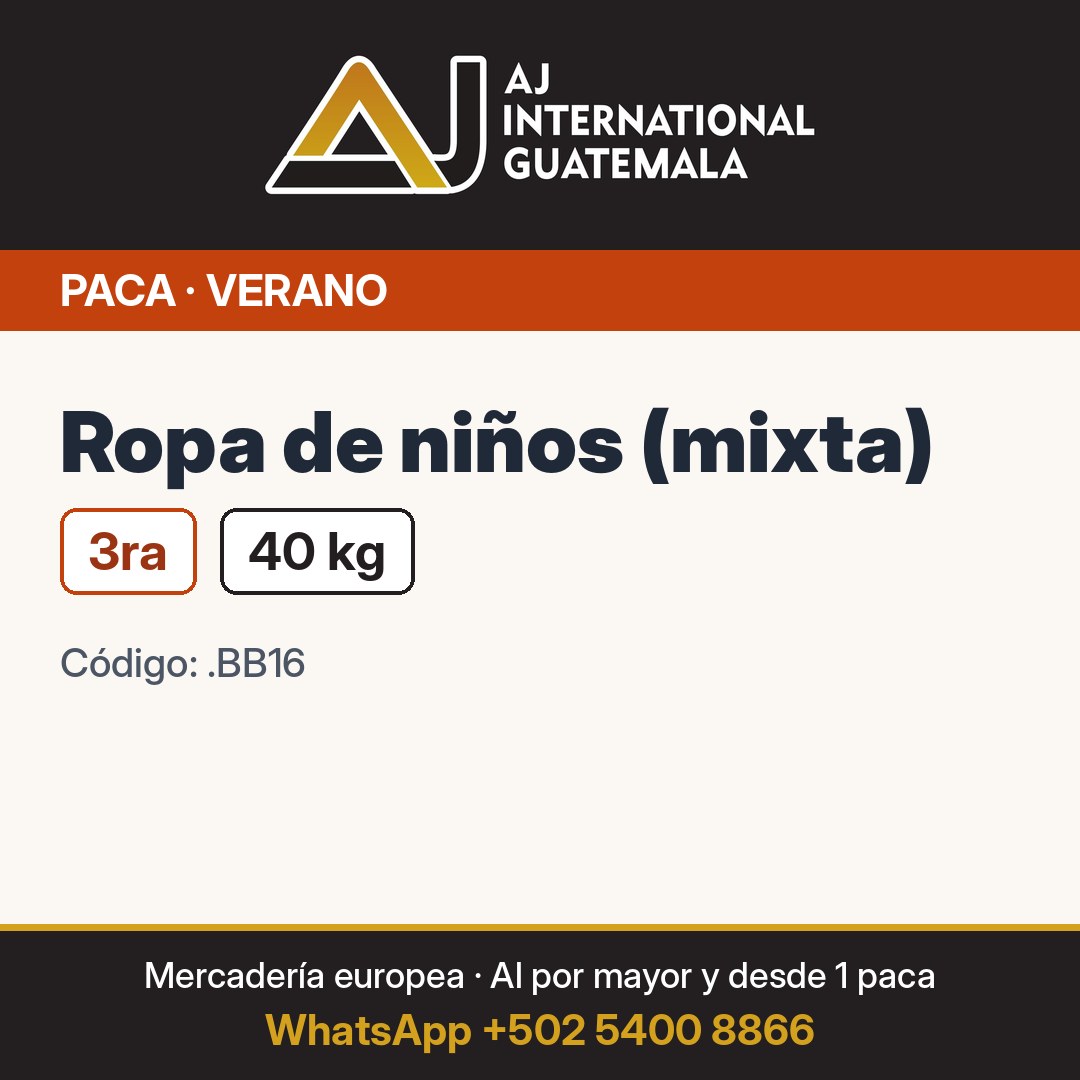 AJ
AJ
INTERNATIONAL
GUATEMALA
PACA · VERANO
Ropa de niños (mixta)
3ra
40 kg
Código: .BB16
Mercadería europea · Al por mayor y desde 1 paca
WhatsApp +502 5400 8866